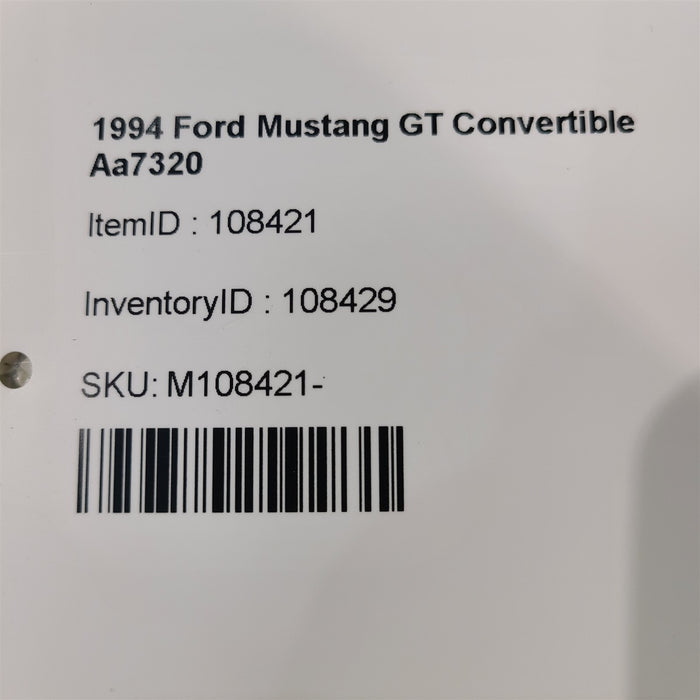 1994 Ford Mustang GT Convertible
Aa7320
ItemID : 108421
InventoryID : 108429
SKU: M108421-